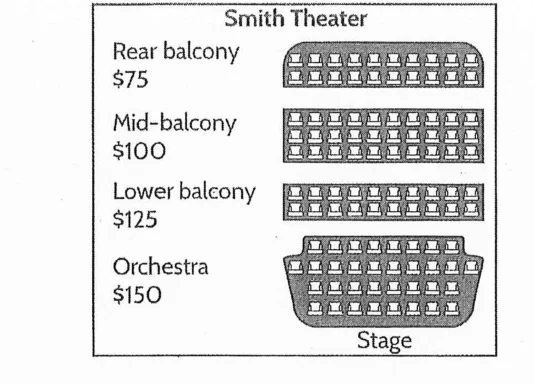 Smith Theater
Rear balcony
$75
Mid-balcony
$100
Lower balcony
$125
Orchestra
$150
Stage